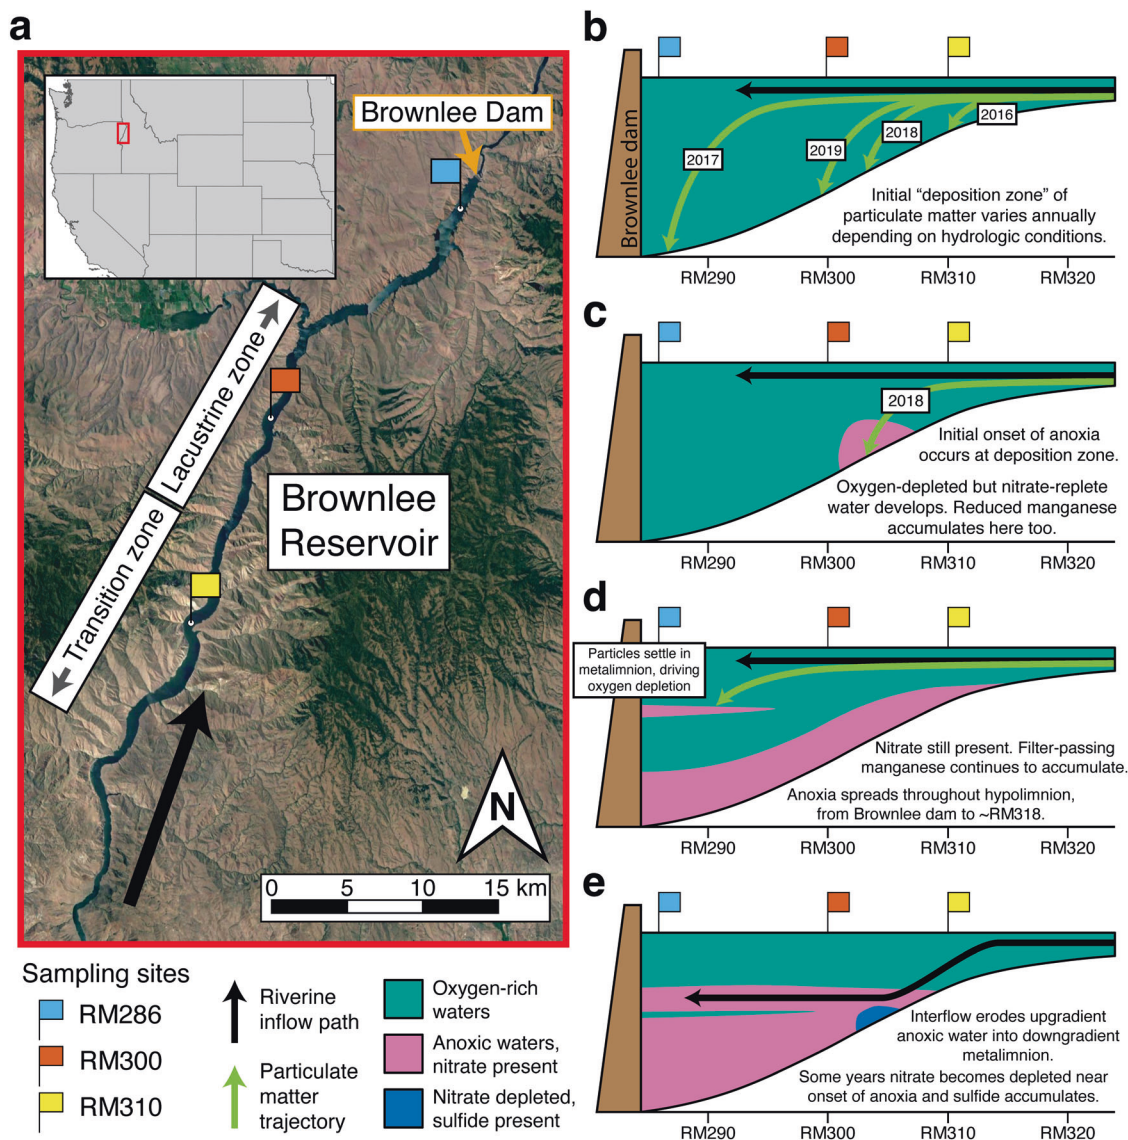 a
Brownlee Dam
Lacustrine zone
Transition zone
Brownlee
Reservoir
N
0 5 10 15 km
Sampling sites
RM286
RM300
RM310
Riverine
inflow path
Particulate
matter
trajectory
Oxygen-rich
waters
Anoxic waters,
nitrate present
Nitrate depleted,
sulfide present
b
Brownlee dam
2017
2019
2018
2016
Initial “deposition zone” of
particulate matter varies annually
depending on hydrologic conditions.
RM290 RM300 RM310 RM320
c
2018
Initial onset of anoxia
occurs at deposition zone.
Oxygen-depleted but nitrate-replete
water develops. Reduced manganese
accumulates here too.
RM290 RM300 RM310 RM320
d
Particles settle in
metalimnion, driving
oxygen depletion
Nitrate still present. Filter-passing
manganese continues to accumulate.
Anoxia spreads throughout hypolimnion,
from Brownlee dam to ~RM318.
RM290 RM300 RM310 RM320
e
Interflow erodes upgradient
anoxic water into downgradient
metalimnion.
Some years nitrate becomes depleted near
onset of anoxia and sulfide accumulates.
RM290 RM300 RM310 RM320